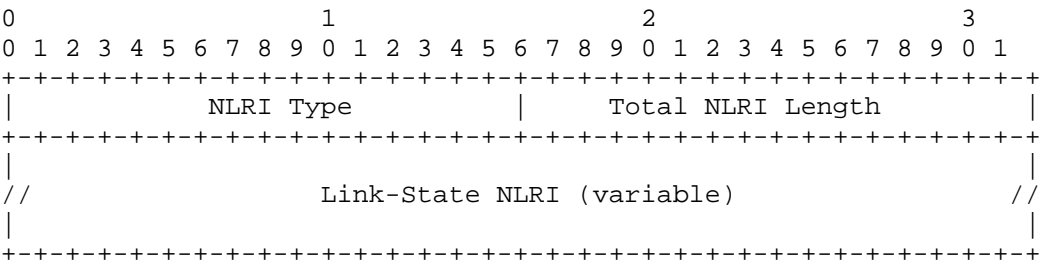 0                   1                   2                   3
0 1 2 3 4 5 6 7 8 9 0 1 2 3 4 5 6 7 8 9 0 1 2 3 4 5 6 7 8 9 0 1
+-+-+-+-+-+-+-+-+-+-+-+-+-+-+-+-+-+-+-+-+-+-+-+-+-+-+-+-+-+-+-+-+
|            NLRI Type          |     Total NLRI Length         |
+-+-+-+-+-+-+-+-+-+-+-+-+-+-+-+-+-+-+-+-+-+-+-+-+-+-+-+-+-+-+-+-+
|                                                               |
//                  Link-State NLRI (variable)                 //
|                                                               |
+-+-+-+-+-+-+-+-+-+-+-+-+-+-+-+-+-+-+-+-+-+-+-+-+-+-+-+-+-+-+-+-+